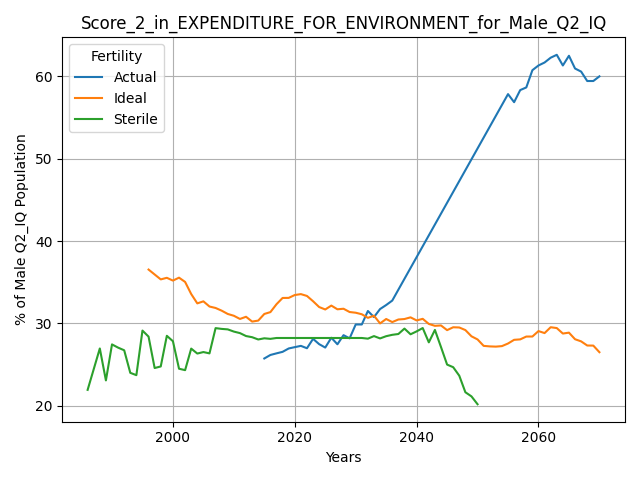 Score_2_in_EXPENDITURE_FOR_ENVIRONMENT_for_Male_Q2_IQ
Fertility
Actual
Ideal
Sterile
% of Male Q2_IQ Population
60
50
40
30
20
2000
2020
2040
2060
Years